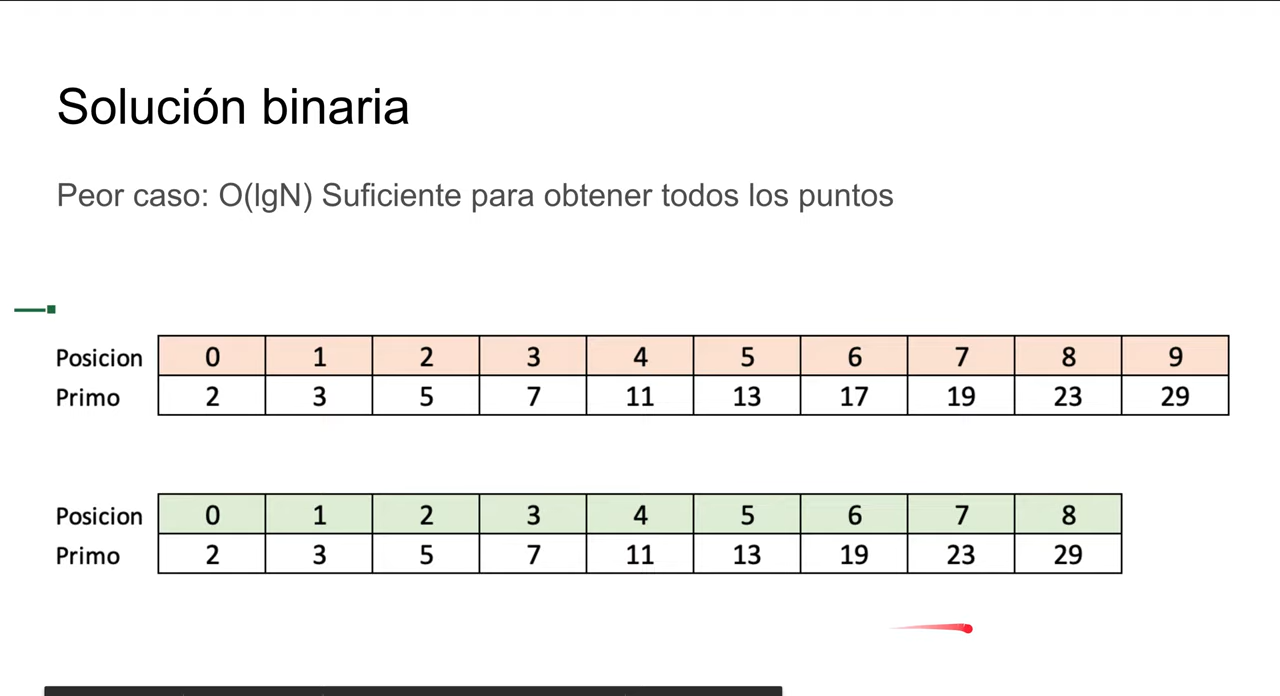 Solución binaria
Peor caso: O(lgN) Suficiente para obtener todos los puntos
Posicion 0 1 2 3 4 5 6 7 8 9
Primo 2 3 5 7 11 13 17 19 23 29
Posicion 0 1 2 3 4 5 6 7 8
Primo 2 3 5 7 11 13 19 23 29